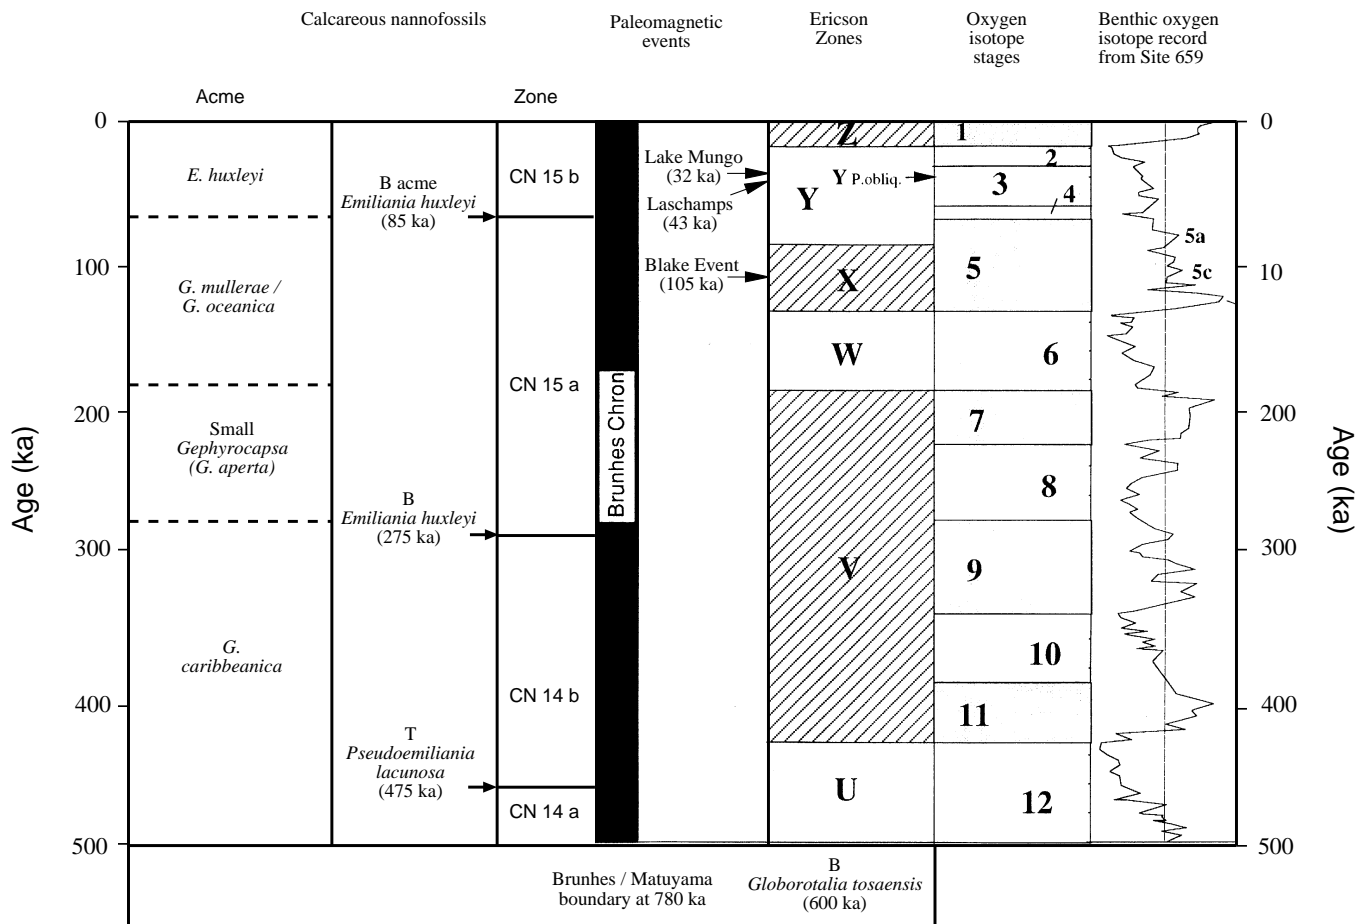 Calcareous nannofossils
Paleomagnetic
events
Ericson
Zones
Oxygen
isotope
stages
Benthic oxygen
isotope record
from Site 659
Acme
Zone
Age (ka)
0
100
200
300
400
500
E. huxleyi
G. mullerae /
G. oceanica
Small
Gephyrocapsa
(G. aperta)
G.
caribbeanica
B acme
Emiliania huxleyi
(85 ka)
B
Emiliania huxleyi
(275 ka)
T
Pseudoemiliania
lacunosa
(475 ka)
CN 15 b
CN 15 a
CN 14 b
CN 14 a
Brunhes Chron
Lake Mungo
(32 ka)
Laschamps
(43 ka)
Blake Event
(105 ka)
Z
Y
Y P.obliq.
X
W
V
U
1
2
3
4
5
6
7
8
9
10
11
12
5a
5c
0
10
200
300
400
500
Age (ka)
Brunhes / Matuyama
boundary at 780 ka
B
Globorotalia tosaensis
(600 ka)